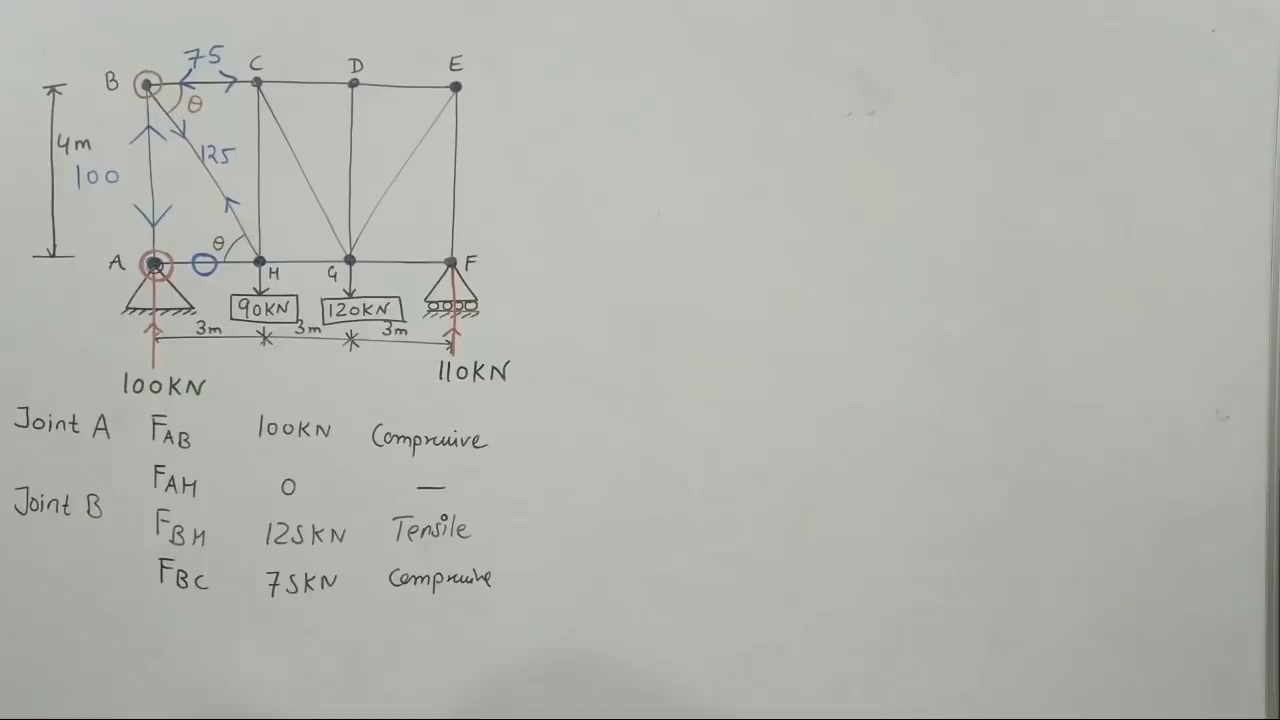 75
B C D E
θ
4m
125
100
θ
A H G F
90KN 120KN
3m 3m 3m
100KN 110KN
Joint A FAB 100KN Compressive
FAH 0 —
Joint B
FBH 125KN Tensile
FBC 75KN Compressive